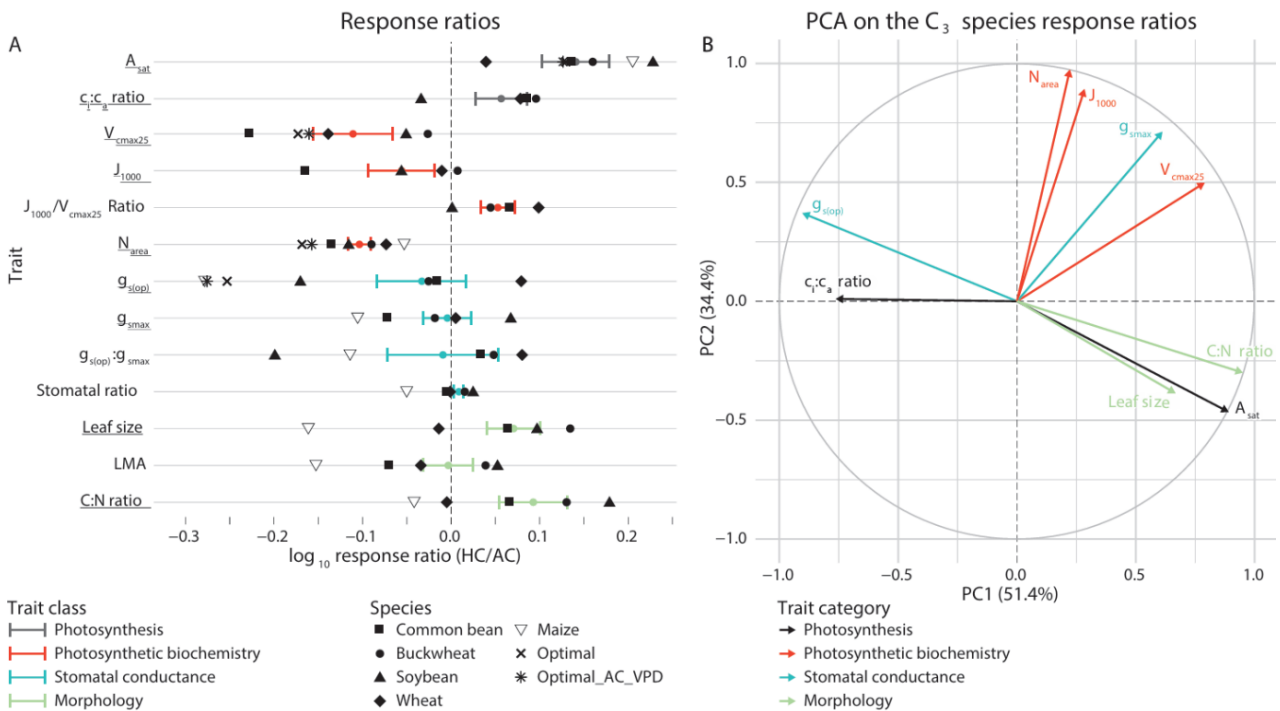 Response ratios
A
A sat
ci:ca ratio
Vcmax25
J1000
J1000/Vcmax25 Ratio
Narea
gs(op)
gsmax
gs(op):gsmax
Stomatal ratio
Leaf size
LMA
C:N ratio
Trait
−0.3 −0.2 −0.1 0.0 0.1 0.2
log10 response ratio (HC/AC)
Trait class
Photosynthesis
Photosynthetic biochemistry
Stomatal conductance
Morphology
Species
Common bean
Buckwheat
Soybean
Wheat
Maize
Optimal
Optimal_AC_VPD
PCA on the C3 species response ratios
B
1.0
0.5
0.0
−0.5
−1.0
PC2 (34.4%)
Narea
J1000
gsmax
Vcmax25
gs(op)
ci:ca ratio
C:N ratio
Leaf size
Asat
−1.0 −0.5 0.0 0.5 1.0
PC1 (51.4%)
Trait category
Photosynthesis
Photosynthetic biochemistry
Stomatal conductance
Morphology